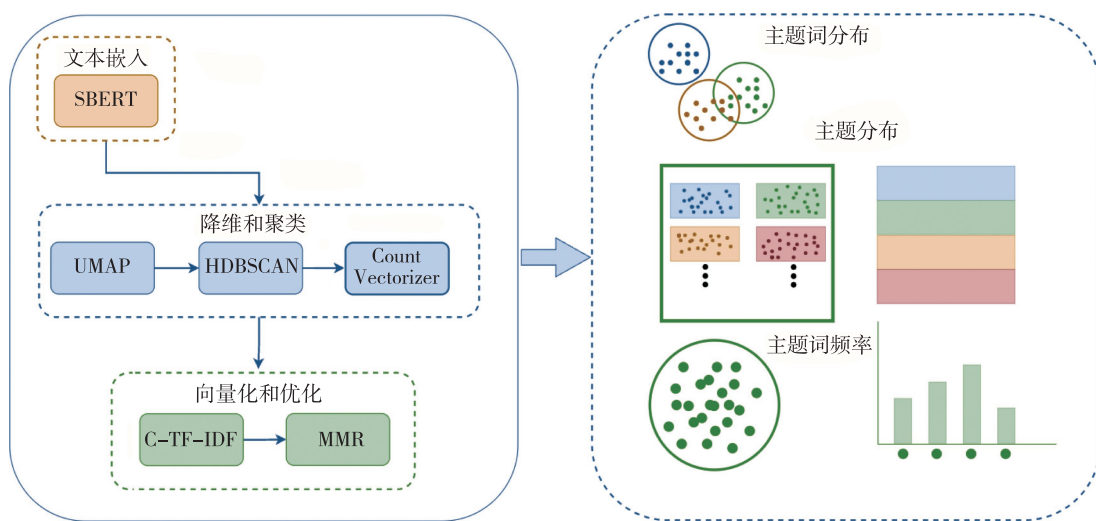 文本嵌入
SBERT
降维和聚类
UMAP
HDBSCAN
Count
Vectorizer
向量化和优化
C-TF-IDF
MMR
主题词分布
主题分布
主题词频率